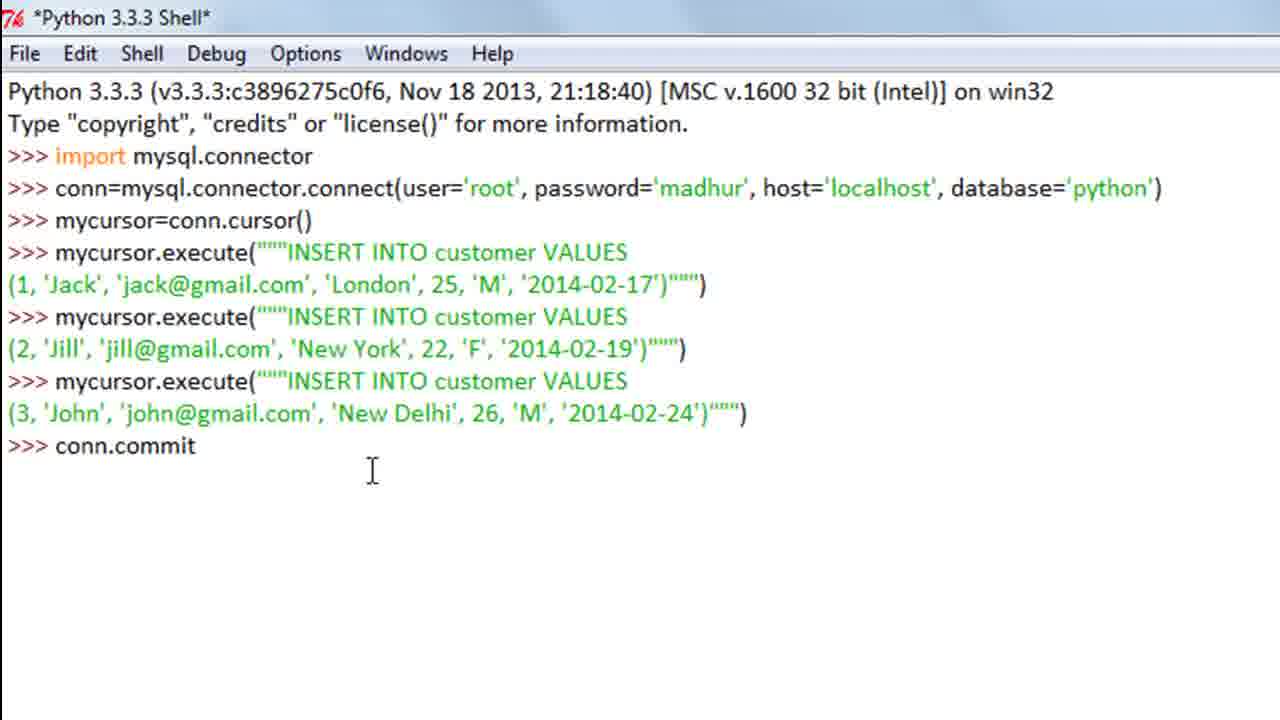 *Python 3.3.3 Shell*
File Edit Shell Debug Options Windows Help
Python 3.3.3 (v3.3.3:c3896275c0f6, Nov 18 2013, 21:18:40) [MSC v.1600 32 bit (Intel)] on win32
Type "copyright", "credits" or "license()" for more information.
>>> import mysql.connector
>>> conn=mysql.connector.connect(user='root', password='madhur', host='localhost', database='python')
>>> mycursor=conn.cursor()
>>> mycursor.execute("""INSERT INTO customer VALUES
(1, 'Jack', 'jack@gmail.com', 'London', 25, 'M', '2014-02-17')""")
>>> mycursor.execute("""INSERT INTO customer VALUES
(2, 'Jill', 'jill@gmail.com', 'New York', 22, 'F', '2014-02-19')""")
>>> mycursor.execute("""INSERT INTO customer VALUES
(3, 'John', 'john@gmail.com', 'New Delhi', 26, 'M', '2014-02-24')""")
>>> conn.commit